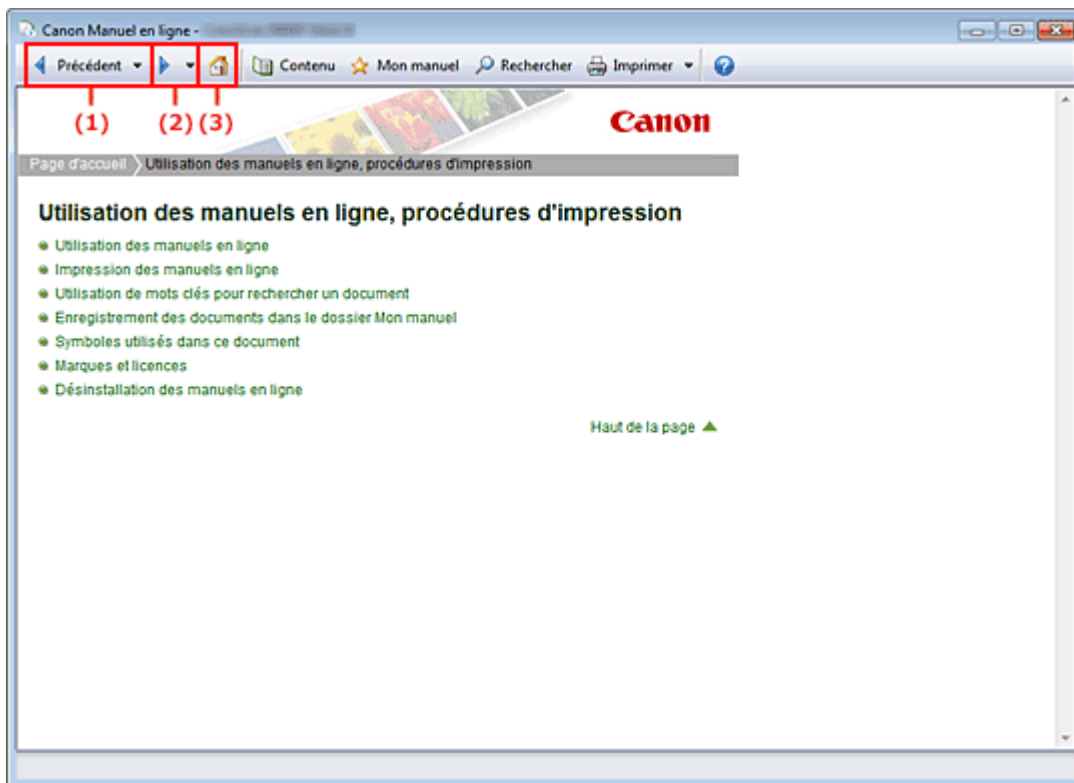 Canon Manuel en ligne -
Précédent Contenu Mon manuel Rechercher Imprimer
(1) (2) (3)
Canon
Page d'accueil Utilisation des manuels en ligne, procédures d'impression
Utilisation des manuels en ligne, procédures d'impression
Utilisation des manuels en ligne
Impression des manuels en ligne
Utilisation de mots clés pour rechercher un document
Enregistrement des documents dans le dossier Mon manuel
Symboles utilisés dans ce document
Marques et licences
Désinstallation des manuels en ligne
Haut de la page